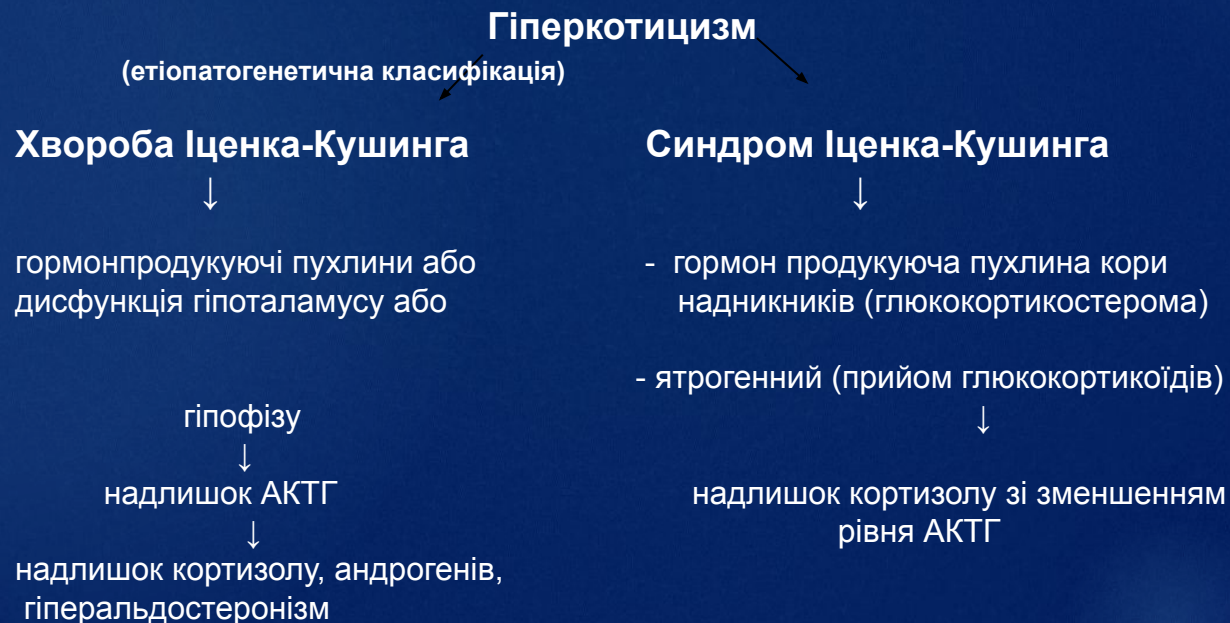 Гіперкотицизм
(етіопатогенетична класифікація)
Хвороба Іценка-Кушинга
↓
гормонпродукуючі пухлини або
дисфункція гіпоталамусу або
гіпофізу
↓
надлишок АКТГ
↓
надлишок кортизолу, андрогенів,
гіперальдостеронізм
Синдром Іценка-Кушинга
↓
- гормон продукуюча пухлина кори
надникників (глюкокортикостерома)
- ятрогенний (прийом глюкокортикоїдів)
↓
надлишок кортизолу зі зменшенням
рівня АКТГ